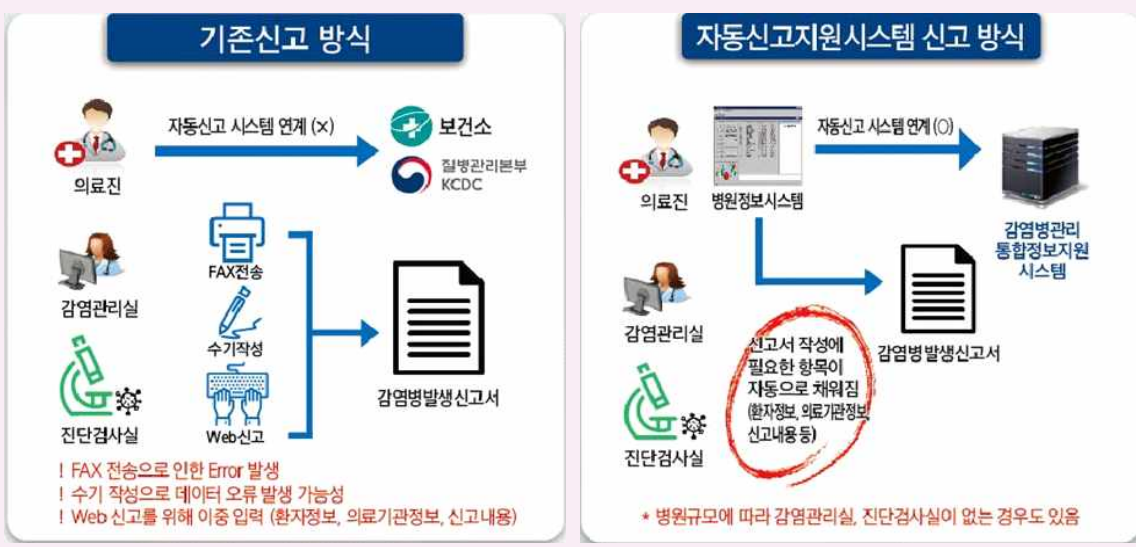 기존신고 방식
자동신고 시스템 연계 (×)
보건소
질병관리본부
KCDC
의료진
FAX전송
감염관리실
수기작성
감염병발생신고서
Web신고
진단검사실
! FAX 전송으로 인한 Error 발생
! 수기 작성으로 데이터 오류 발생 가능성
! Web 신고를 위해 이중 입력 (환자정보, 의료기관정보, 신고내용)
자동신고지원시스템 신고 방식
자동신고 시스템 연계 (○)
의료진
병원정보시스템
감염병관리
통합정보지원
시스템
감염관리실
신고서 작성에
필요한 항목이
자동으로 채워짐
(환자정보, 의료기관정보,
신고내용 등)
감염병발생신고서
진단검사실
* 병원규모에 따라 감염관리실, 진단검사실이 없는 경우도 있음